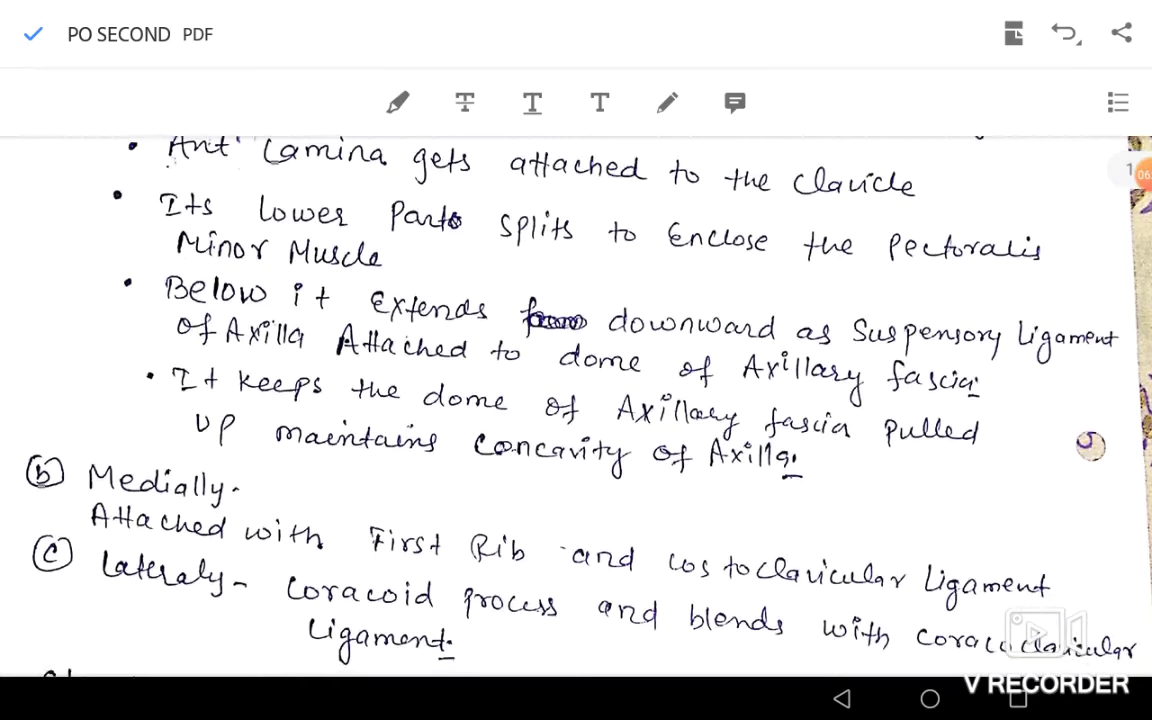 PO SECOND PDF
• Ant' Lamina gets attached to the clavicle
• Its lower Parts splits to Enclose the Pectoralis
Minor Muscle
• Below it Extends downward as Suspensory Ligament
of Axilla Attached to dome of Axillary fascia.
• It keeps the dome of Axillary fascia pulled
up maintains concavity of Axilla.
(b) Medially-
Attached with First Rib and costoclavicular Ligament
(c) Lateraly - Coracoid process and blends with coracoclavicular
Ligament.
1
06:
V RECORDER